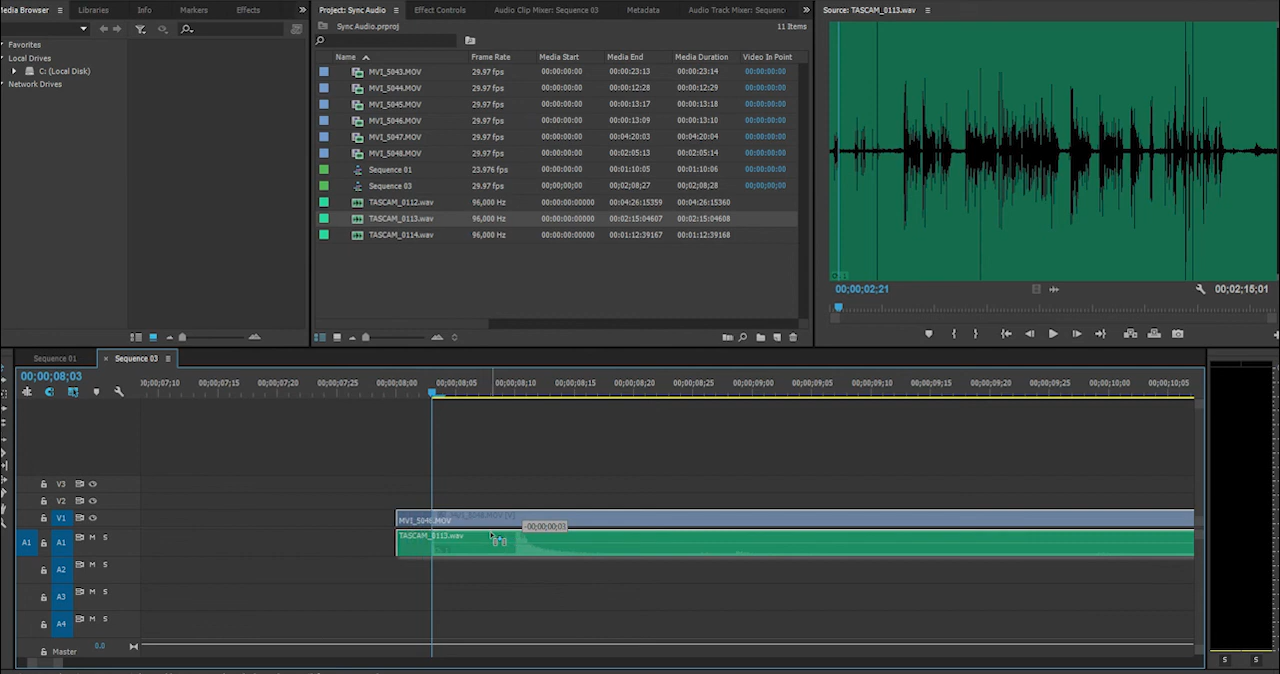 Media Browser Libraries Info Markers Effects
Favorites
Local Drives
C: (Local Disk)
Network Drives
Project: Sync Audio Effect Controls Audio Clip Mixer: Sequence 03 Metadata Audio Track Mixer: Sequenc
Sync Audio.prproj 11 Items
Name Frame Rate Media Start Media End Media Duration Video In Point
MVI_5043.MOV 29.97 fps 00:00:00:00 00:00:23:13 00:00:23:14 00:00:00:00
MVI_5044.MOV 29.97 fps 00:00:00:00 00:00:12:28 00:00:12:29 00:00:00:00
MVI_5045.MOV 29.97 fps 00:00:00:00 00:00:13:17 00:00:13:18 00:00:00:00
MVI_5046.MOV 29.97 fps 00:00:00:00 00:00:13:09 00:00:13:10 00:00:00:00
MVI_5047.MOV 29.97 fps 00:00:00:00 00:04:20:03 00:04:20:04 00:00:00:00
MVI_5048.MOV 29.97 fps 00:00:00:00 00:02:05:13 00:02:05:14 00:00:00:00
Sequence 01 23.976 fps 00:00:00:00 00:01:10:05 00:01:10:06 00:00:00:00
Sequence 03 29.97 fps 00;00;00;00 00;02;08;27 00;02;08;28 00;00;00;00
TASCAM_0112.wav 96,000 Hz 00:00:00:00000 00:04:26:15359 00:04:26:15360
TASCAM_0113.wav 96,000 Hz 00:00:00:00000 00:02:15:04607 00:02:15:04608
TASCAM_0114.wav 96,000 Hz 00:00:00:00000 00:01:12:39167 00:01:12:39168
Source: TASCAM_0113.wav
00;00;02;21 00;02;15;01
Sequence 01 × Sequence 03
00;00;08;03
;00;00;07;10 00;00;07;15 00;00;07;20 00;00;07;25 00;00;08;00 00;00;08;05 00;00;08;10 00;00;08;15 00;00;08;20 00;00;08;25 00;00;09;00 00;00;09;05 00;00;09;10 00;00;09;15 00;00;09;20 00;00;09;25 00;00;10;00 00;00;10;05
V3
V2
V1 MVI_5048.MOV
-00;00;00;03
A1 A1 M S TASCAM_0113.wav
A2 M S
A3 M S
A4 M S
Master 0.0
S S